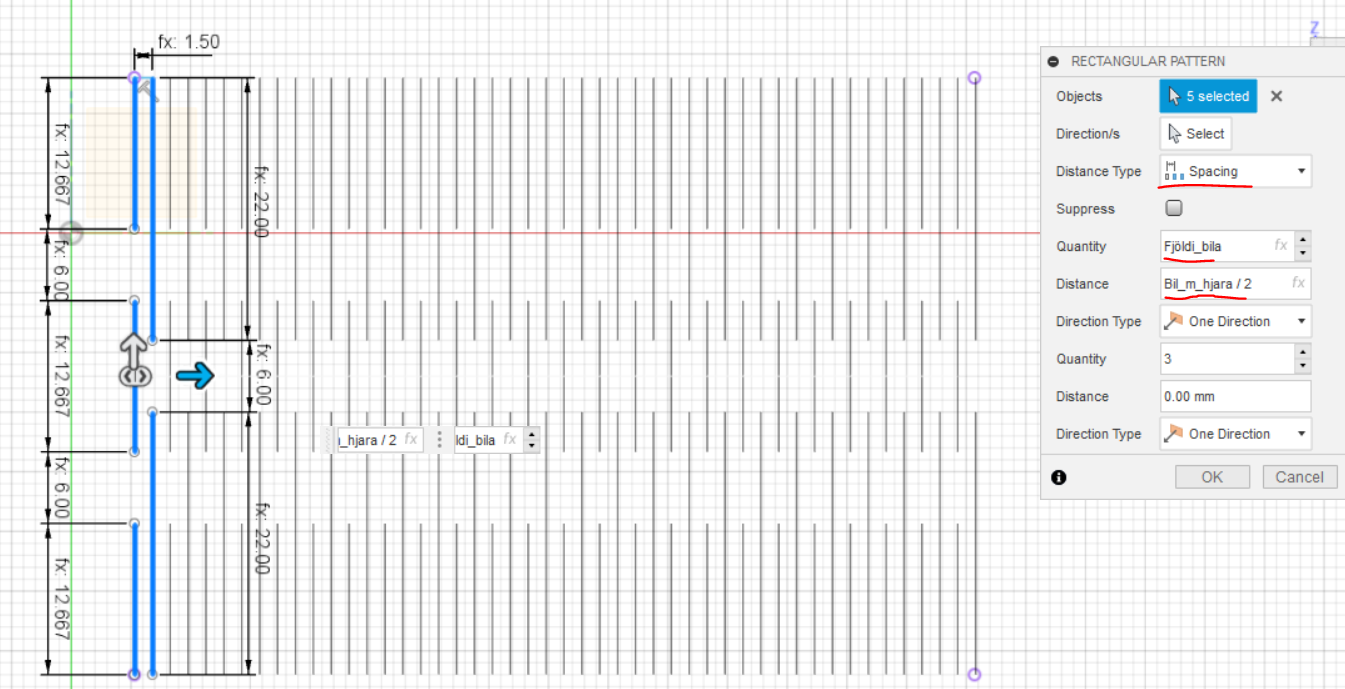 fx: 1.50
fx: 12.667
fx: 22.00
fx: 6.00
fx: 12.667
fx: 6.00
fx: 6.00
fx: 22.00
fx: 12.667
_hjara / 2 fx
ldi_bila fx
Z
RECTANGULAR PATTERN
Objects 5 selected
Direction/s Select
Distance Type Spacing
Suppress
Quantity Fjöldi_bila fx
Distance Bil_m_hjara / 2 fx
Direction Type One Direction
Quantity 3
Distance 0.00 mm
Direction Type One Direction
OK Cancel